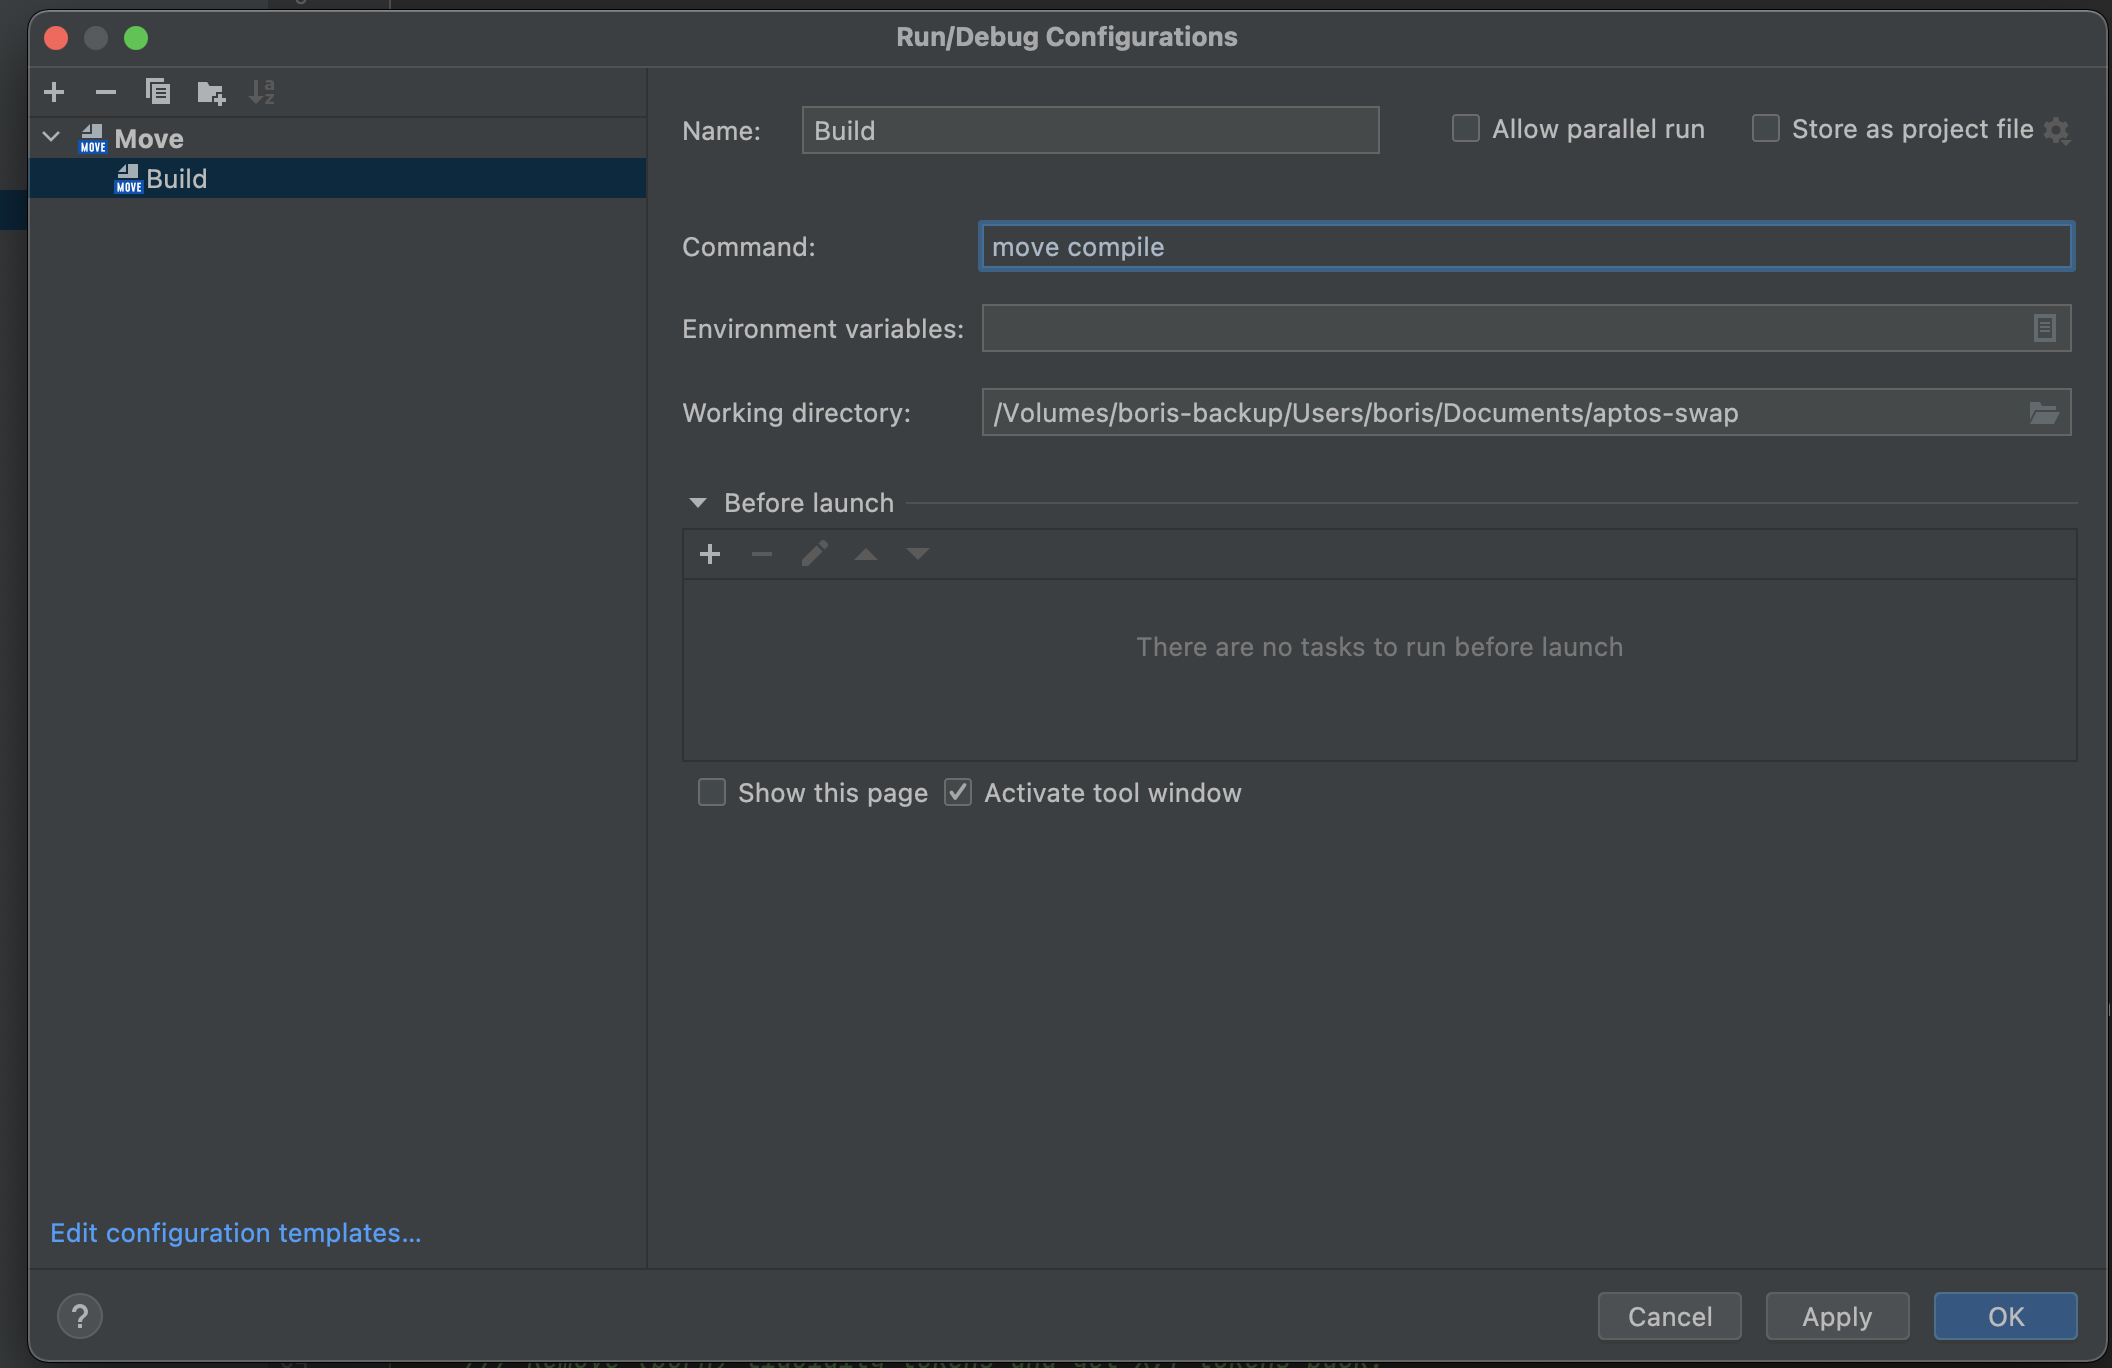 Run/Debug Configurations
Move
Build
Name: Build
Allow parallel run
Store as project file
Command: move compile
Environment variables:
Working directory: /Volumes/boris-backup/Users/boris/Documents/aptos-swap
Before launch
There are no tasks to run before launch
Show this page
Activate tool window
Edit configuration templates...
?
Cancel
Apply
OK